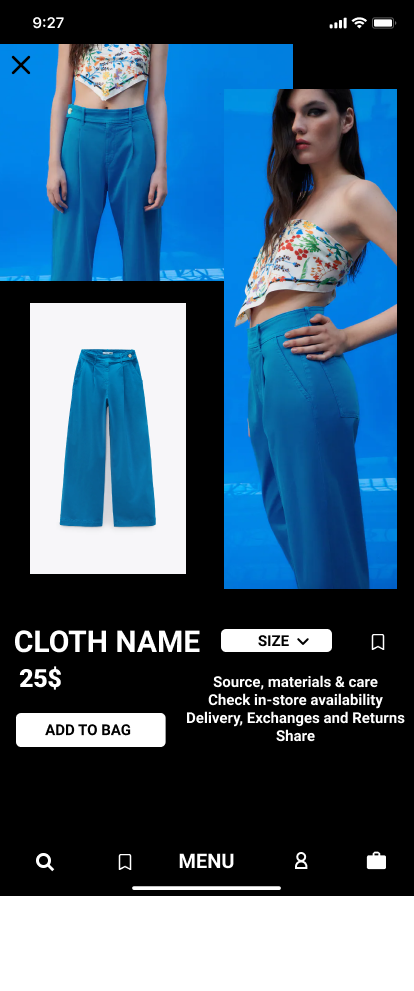 9:27
CLOTH NAME
SIZE
25$
Source, materials & care
Check in-store availability
Delivery, Exchanges and Returns
Share
ADD TO BAG
MENU